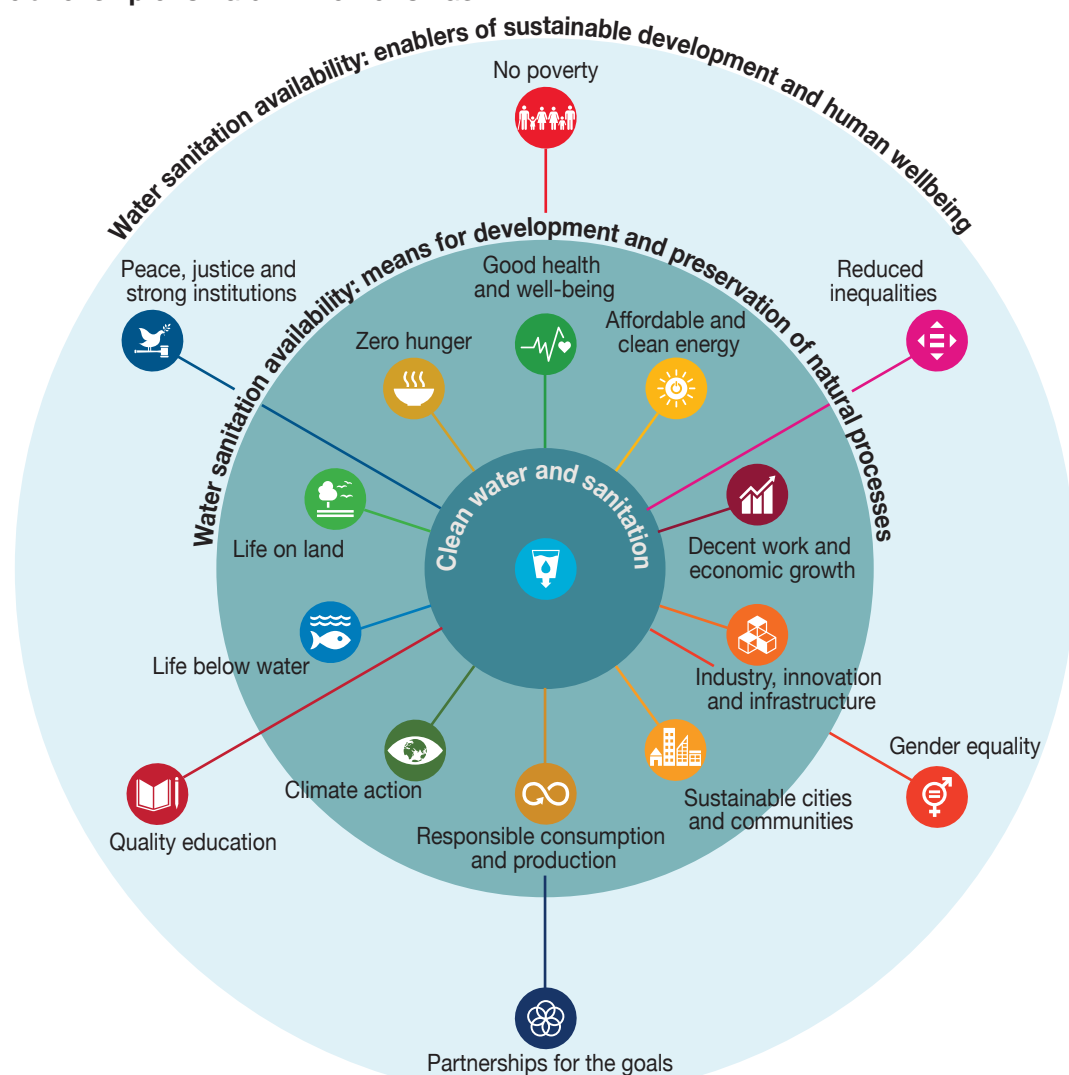 Water sanitation availability: enablers of sustainable development and human wellbeing
No poverty
Water sanitation availability: means for development and preservation of natural processes
Peace, justice and
strong institutions
Good health
and well-being
Reduced
inequalities
Zero hunger
Affordable and
clean energy
Clean water and sanitation
Life on land
Decent work and
economic growth
Life below water
Industry, innovation
and infrastructure
Gender equality
Climate action
Sustainable cities
and communities
Quality education
Responsible consumption
and production
Partnerships for the goals